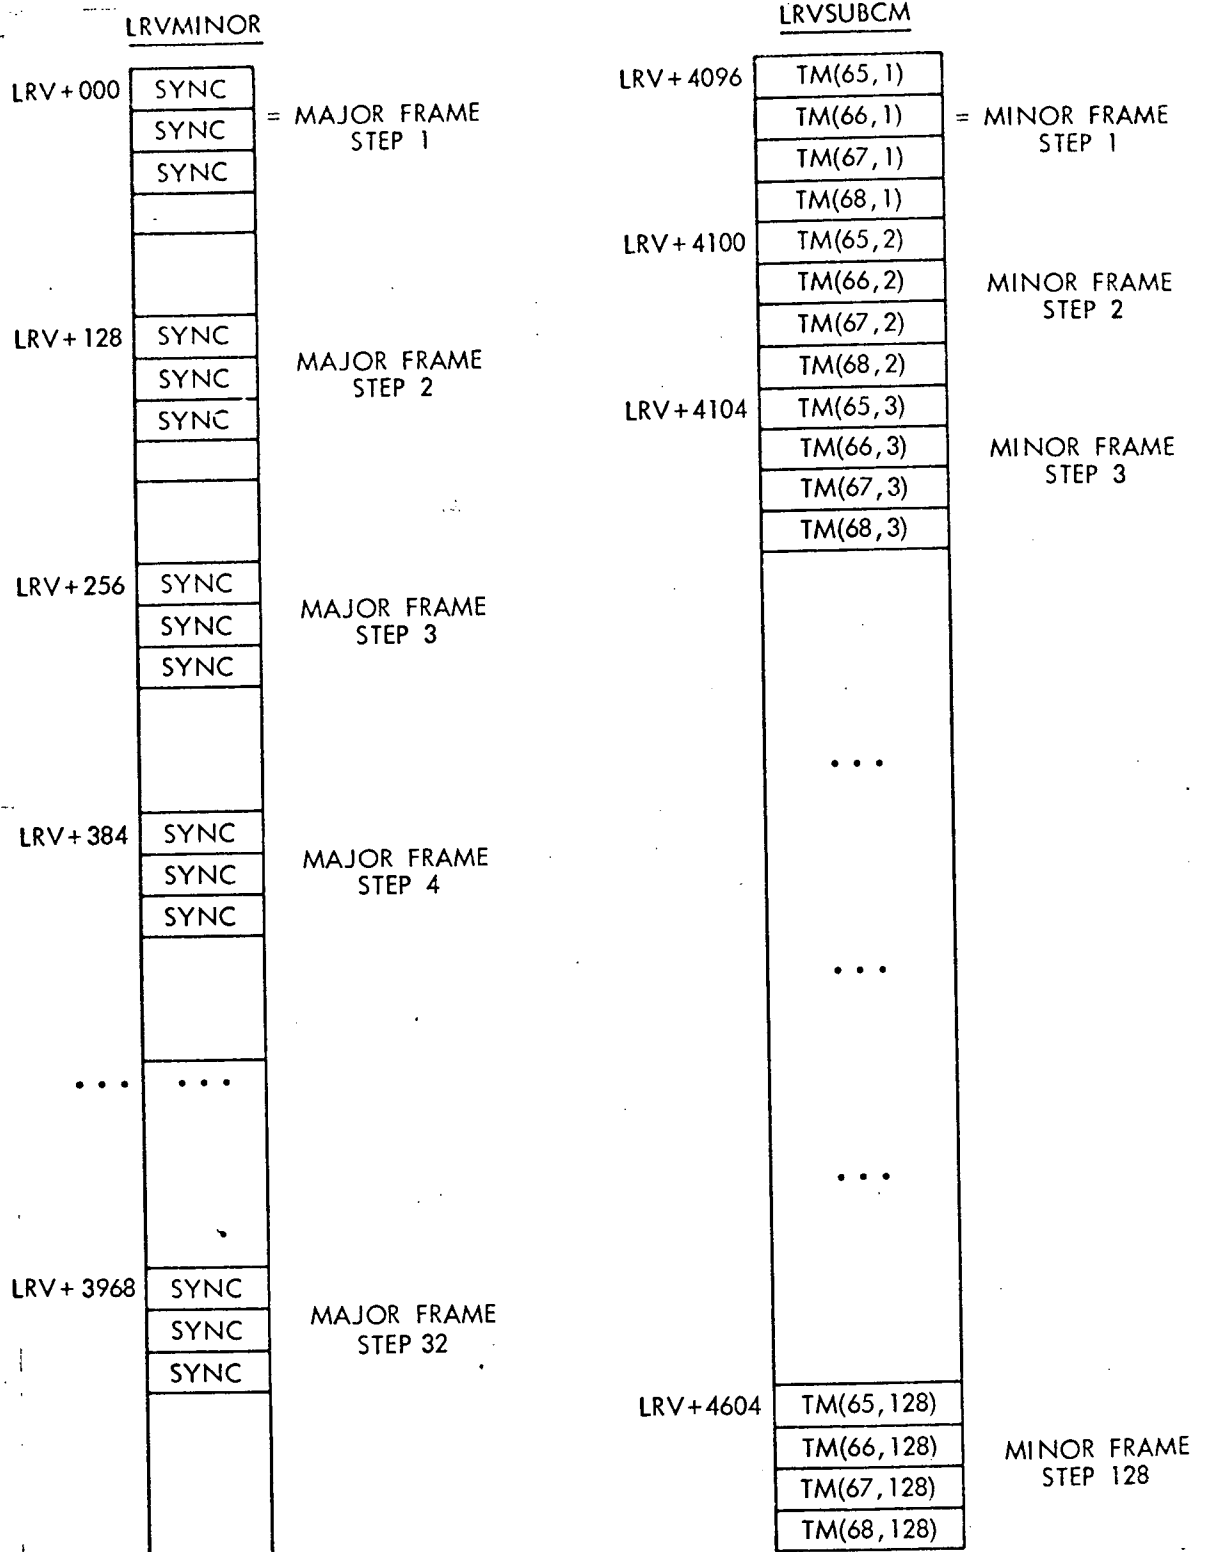 LRVMINOR
LRV+000 SYNC
SYNC
SYNC
= MAJOR FRAME
STEP 1
LRV+128 SYNC
SYNC
SYNC
MAJOR FRAME
STEP 2
LRV+256 SYNC
SYNC
SYNC
MAJOR FRAME
STEP 3
LRV+384 SYNC
SYNC
SYNC
MAJOR FRAME
STEP 4
... ...
LRV+3968 SYNC
SYNC
SYNC
MAJOR FRAME
STEP 32
LRVSUBCM
LRV+4096 TM(65,1)
TM(66,1)
TM(67,1)
TM(68,1)
= MINOR FRAME
STEP 1
LRV+4100 TM(65,2)
TM(66,2)
TM(67,2)
TM(68,2)
MINOR FRAME
STEP 2
LRV+4104 TM(65,3)
TM(66,3)
TM(67,3)
TM(68,3)
MINOR FRAME
STEP 3
...
...
...
LRV+4604 TM(65,128)
TM(66,128)
TM(67,128)
TM(68,128)
MINOR FRAME
STEP 128